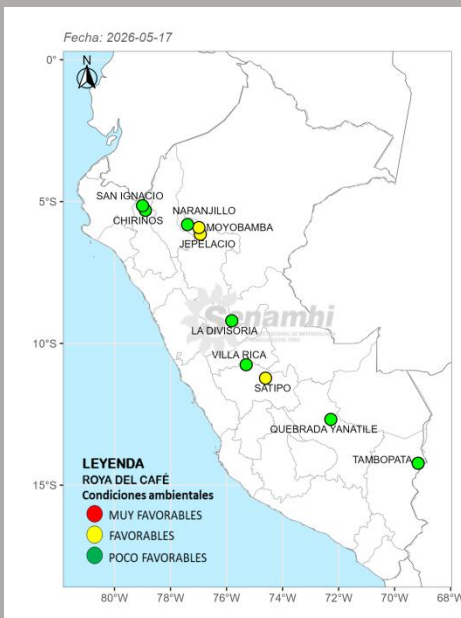 Fecha: 2026-05-17
0°
N
SAN IGNACIO
5°S
NARANJILLO
CHIRINOS
MOYOBAMBA
JEPELACIO
Senamhi
LA DIVISORIA
10°S
VILLA RICA
SATIPO
QUEBRADA YANATILE
TAMBOPATA
LEYENDA
15°S
ROYA DEL CAFÉ
Condiciones ambientales
MUY FAVORABLES
FAVORABLES
POCO FAVORABLES
80°W 78°W 76°W 74°W 72°W 70°W 68°W